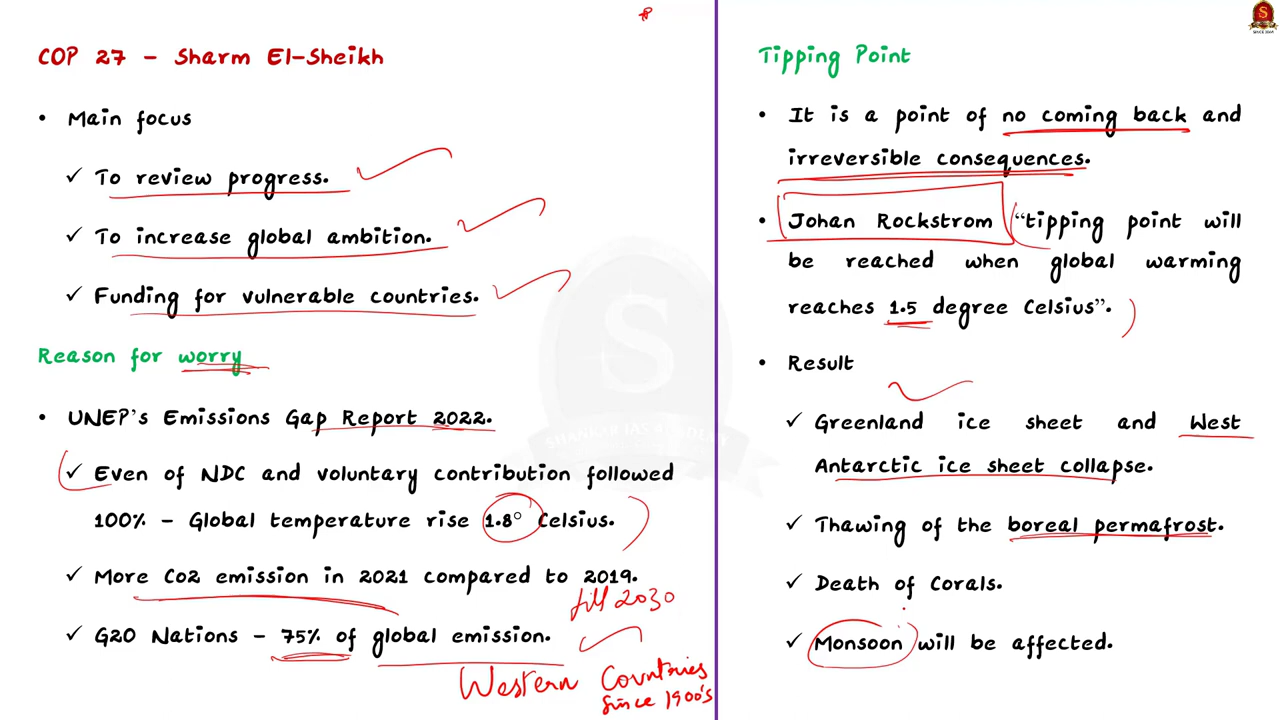 COP 27 - Sharm El-Sheikh
• Main focus
✓ To review progress.
✓ To increase global ambition.
✓ Funding for vulnerable countries.
Reason for worry
• UNEP's Emissions Gap Report 2022.
✓ Even of NDC and voluntary contribution followed
100% - Global temperature rise 1.8° Celsius.
✓ More Co2 emission in 2021 compared to 2019.
till 2030
✓ G20 Nations - 75% of global emission.
Western Countries
since 1900's
Tipping Point
• It is a point of no coming back and
irreversible consequences.
• Johan Rockstrom "tipping point will
be reached when global warming
reaches 1.5 degree Celsius".
• Result
✓ Greenland ice sheet and West
Antarctic ice sheet collapse.
✓ Thawing of the boreal permafrost.
✓ Death of Corals.
✓ Monsoon will be affected.
S
SHANKAR IAS ACADEMY
S